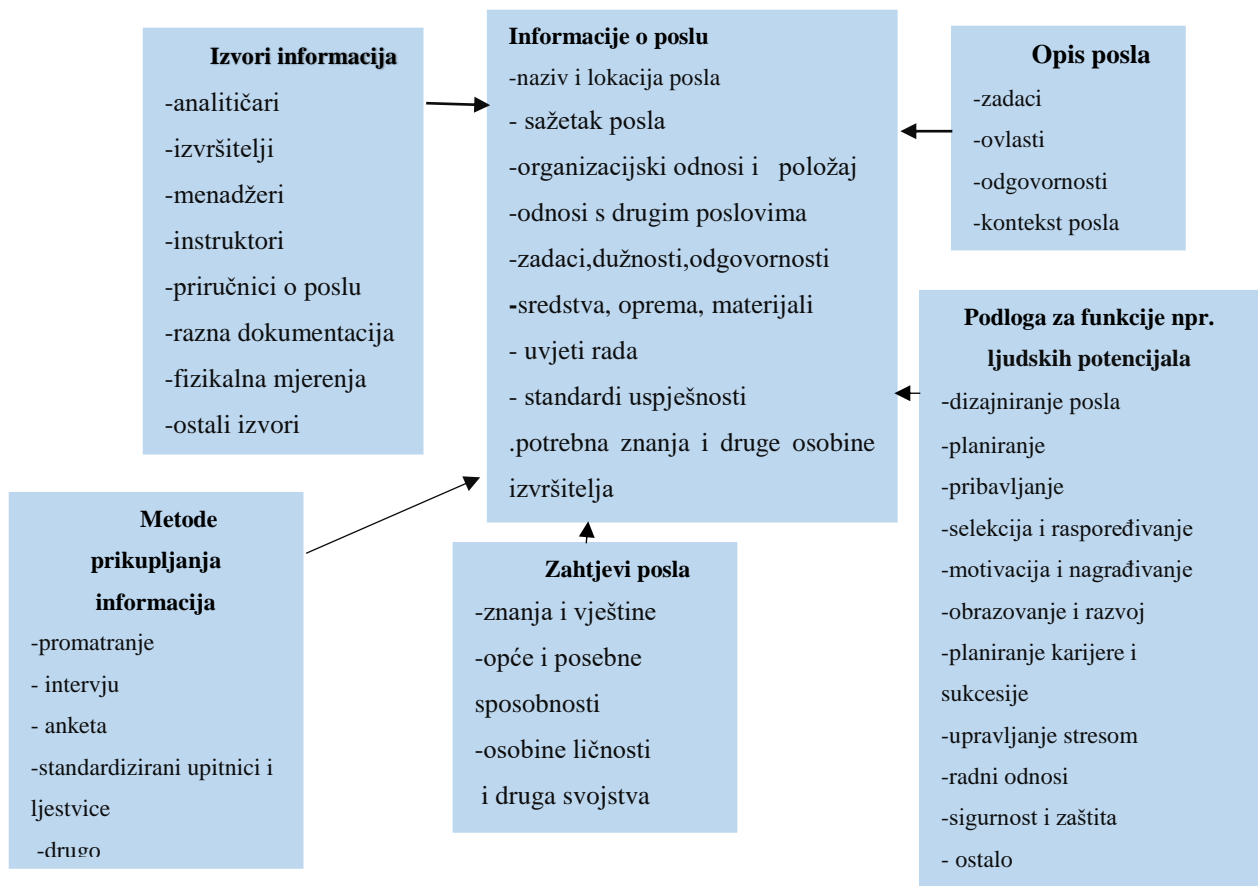 Izvori informacija
-analitičari
-izvršitelji
-menadžeri
-instruktori
-priručnici o poslu
-razna dokumentacija
-fizikalna mjerenja
-ostali izvori
Informacije o poslu
-naziv i lokacija posla
- sažetak posla
-organizacijski odnosi i položaj
-odnosi s drugim poslovima
-zadaci,dužnosti,odgovornosti
-sredstva, oprema, materijali
- uvjeti rada
- standardi uspješnosti
.potrebna znanja i druge osobine
izvršitelja
Opis posla
-zadaci
-ovlasti
-odgovornosti
-kontekst posla
Metode
prikupljanja
informacija
-promatranje
- intervju
- anketa
-standardizirani upitnici i
ljestvice
-drugo
Zahtjevi posla
-znanja i vještine
-opće i posebne
sposobnosti
-osobine ličnosti
i druga svojstva
Podloga za funkcije npr.
ljudskih potencijala
-dizajniranje posla
-planiranje
-pribavljanje
-selekcija i raspoređivanje
-motivacija i nagrađivanje
-obrazovanje i razvoj
-planiranje karijere i
sukcesije
-upravljanje stresom
-radni odnosi
-sigurnost i zaštita
- ostalo